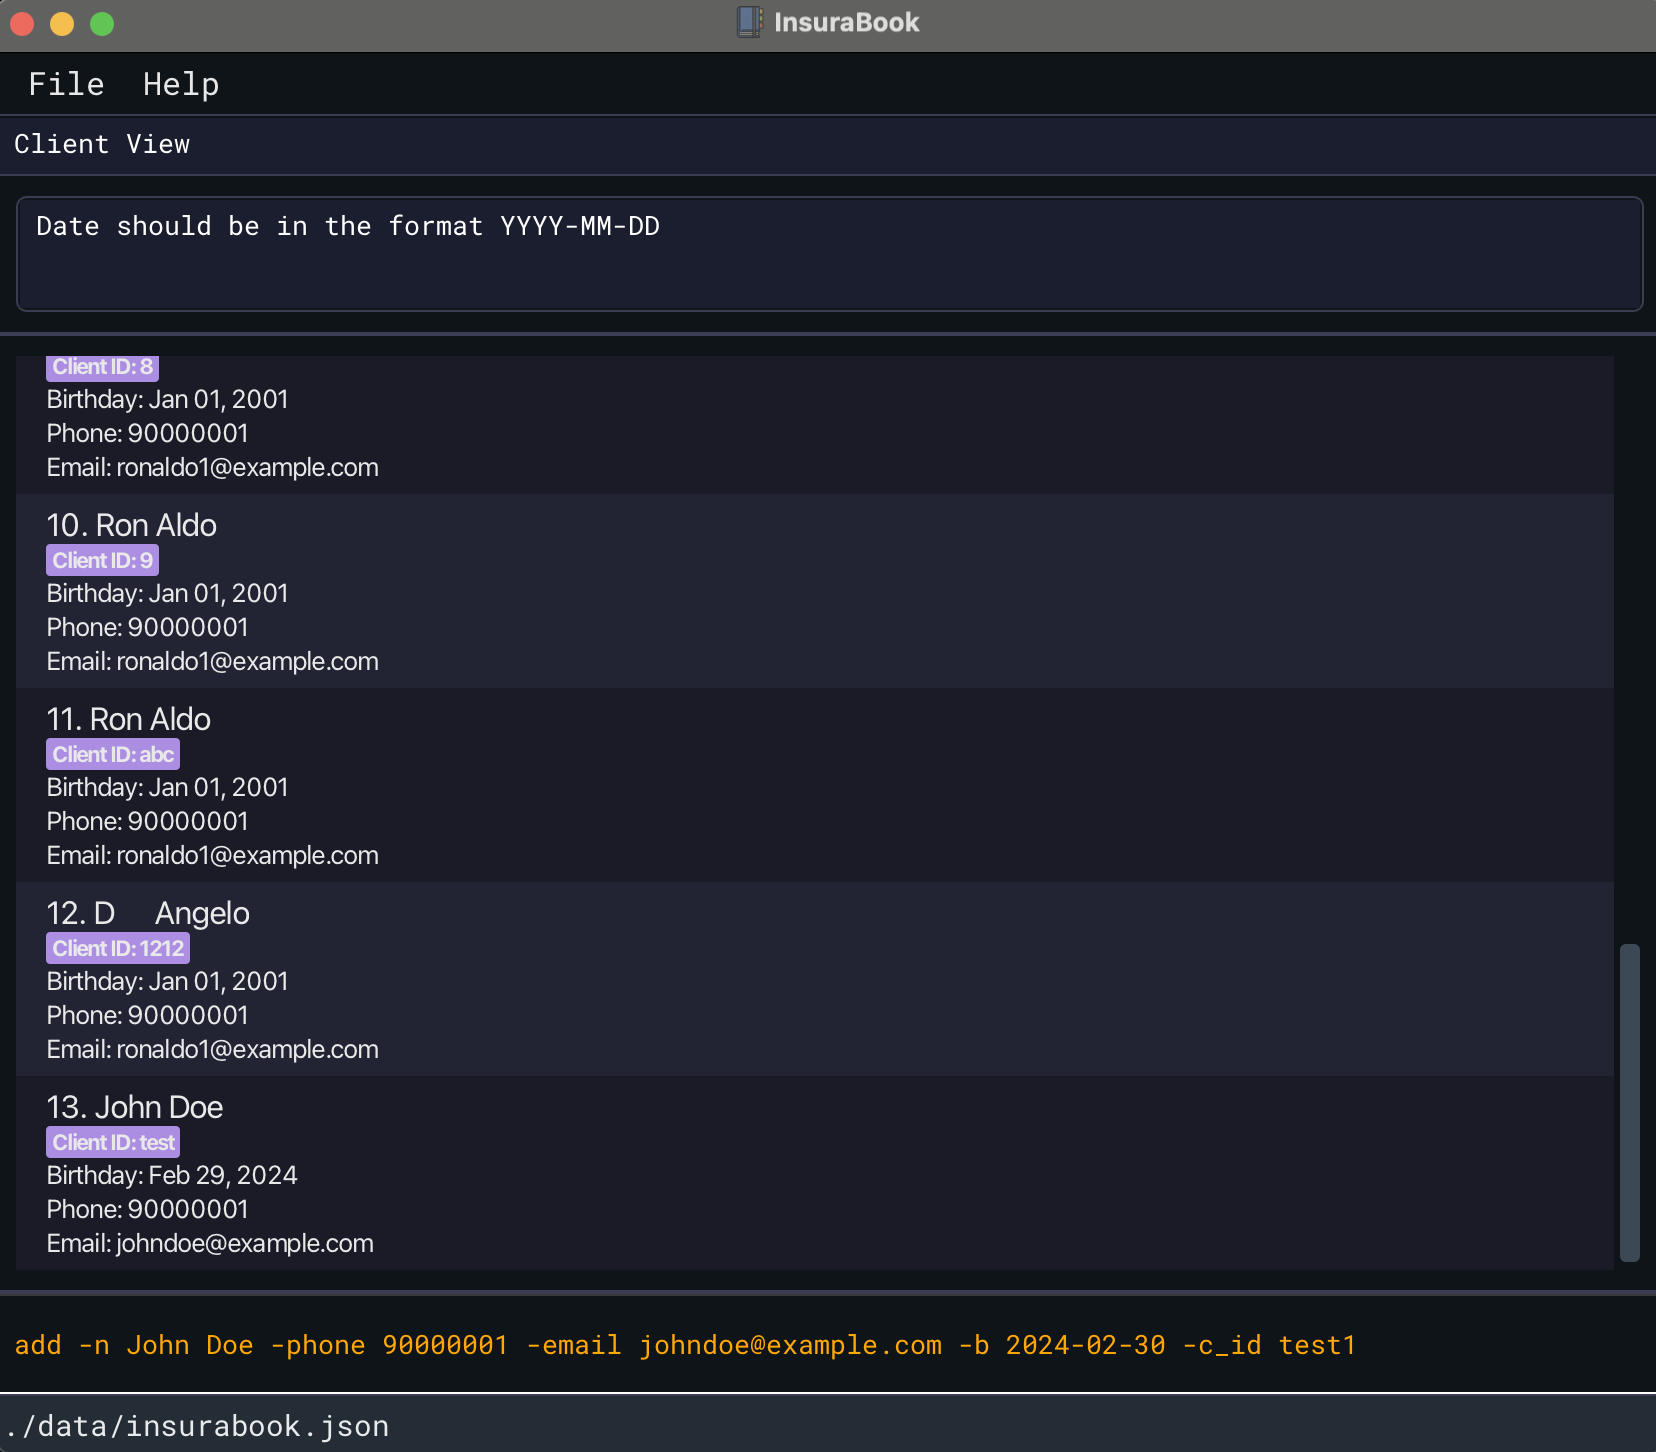 InsuraBook
File Help
Client View
Date should be in the format YYYY-MM-DD
Client ID: 8
Birthday: Jan 01, 2001
Phone: 90000001
Email: ronaldo1@example.com
10. Ron Aldo
Client ID: 9
Birthday: Jan 01, 2001
Phone: 90000001
Email: ronaldo1@example.com
11. Ron Aldo
Client ID: abc
Birthday: Jan 01, 2001
Phone: 90000001
Email: ronaldo1@example.com
12. D     Angelo
Client ID: 1212
Birthday: Jan 01, 2001
Phone: 90000001
Email: ronaldo1@example.com
13. John Doe
Client ID: test
Birthday: Feb 29, 2024
Phone: 90000001
Email: johndoe@example.com
add -n John Doe -phone 90000001 -email johndoe@example.com -b 2024-02-30 -c_id test1
./data/insurabook.json